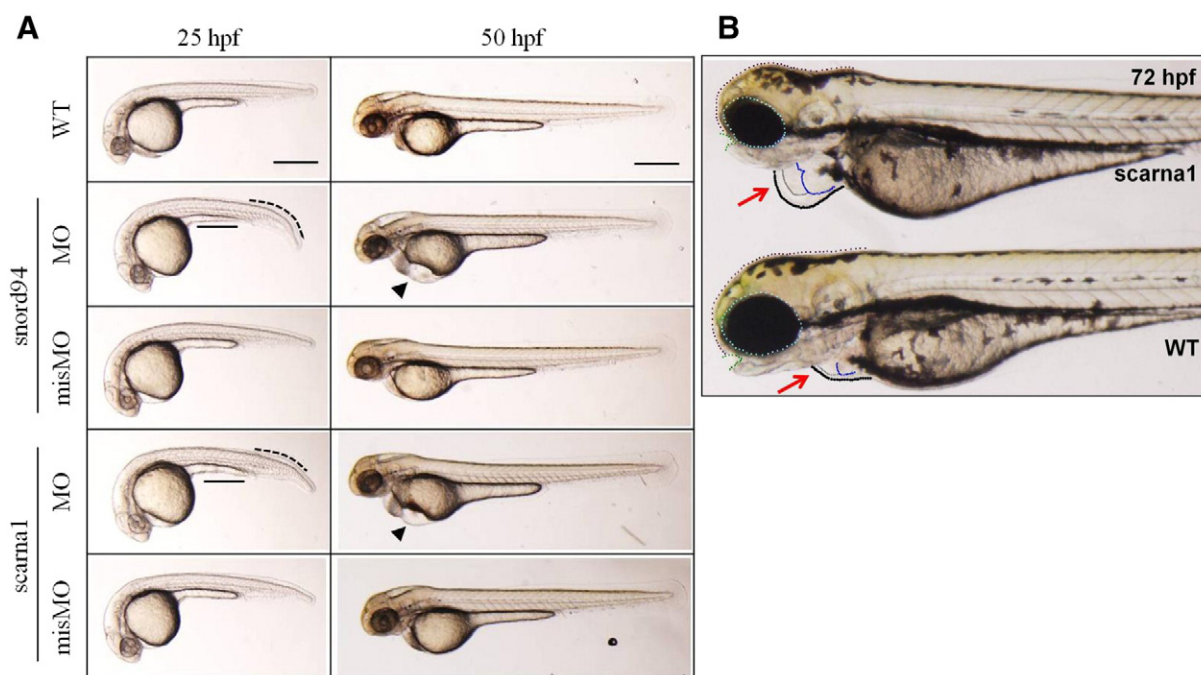 A
25 hpf
50 hpf
WT
snord94
MO
misMO
scarna1
MO
misMO
B
72 hpf
scarna1
WT